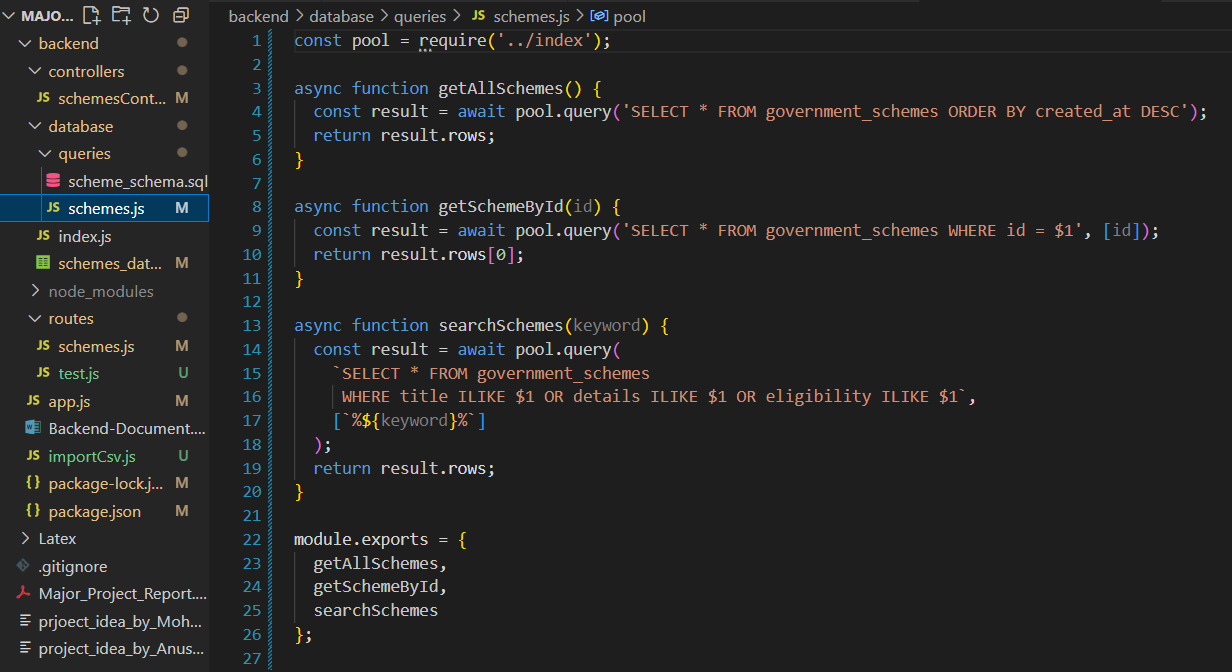 MAJO...
backend
controllers
JS schemesCont... M
database
queries
scheme_schema.sql
JS schemes.js M
JS index.js
schemes_dat... M
node_modules
routes
JS schemes.js M
JS test.js U
JS app.js M
Backend-Document....
JS importCsv.js U
{} package-lock.j... M
{} package.json M
Latex
.gitignore
Major_Project_Report....
prjoect_idea_by_Moh...
project_idea_by_Anus...
backend > database > queries > JS schemes.js > pool
1 const pool = require('../index');
2
3 async function getAllSchemes() {
4   const result = await pool.query('SELECT * FROM government_schemes ORDER BY created_at DESC');
5   return result.rows;
6 }
7
8 async function getSchemeById(id) {
9   const result = await pool.query('SELECT * FROM government_schemes WHERE id = $1', [id]);
10   return result.rows[0];
11 }
12
13 async function searchSchemes(keyword) {
14   const result = await pool.query(
15     `SELECT * FROM government_schemes
16      WHERE title ILIKE $1 OR details ILIKE $1 OR eligibility ILIKE $1`,
17     [`%${keyword}%`]
18   );
19   return result.rows;
20 }
21
22 module.exports = {
23   getAllSchemes,
24   getSchemeById,
25   searchSchemes
26 };
27